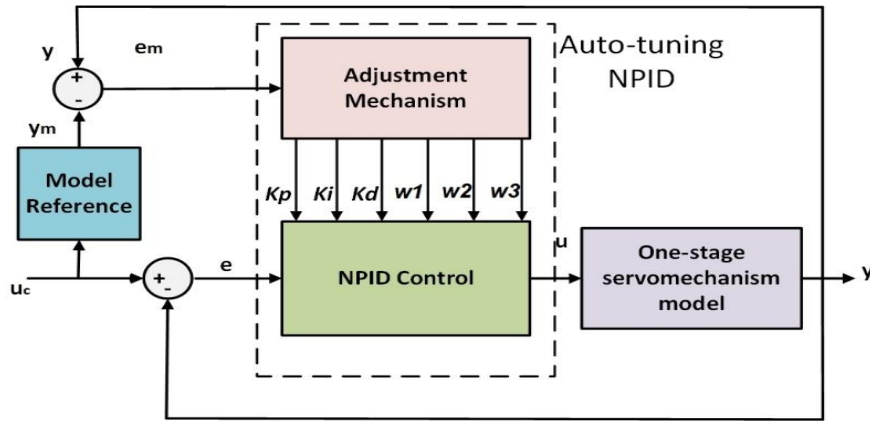 Auto-tuning
NPID
y
em
+
-
Adjustment
Mechanism
ym
Model
Reference
Kp
Ki
Kd
w1
w2
w3
uc
+
-
e
NPID Control
u
One-stage
servomechanism
model
y